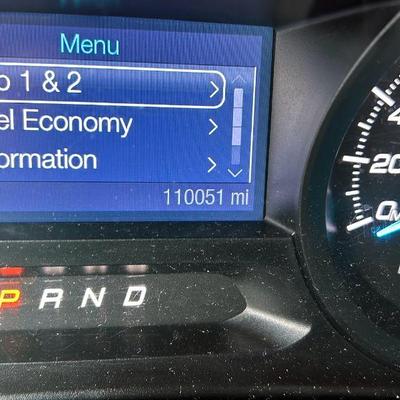 Menu
o 1 & 2
el Economy
ormation
110051 mi
P R N D
20
0